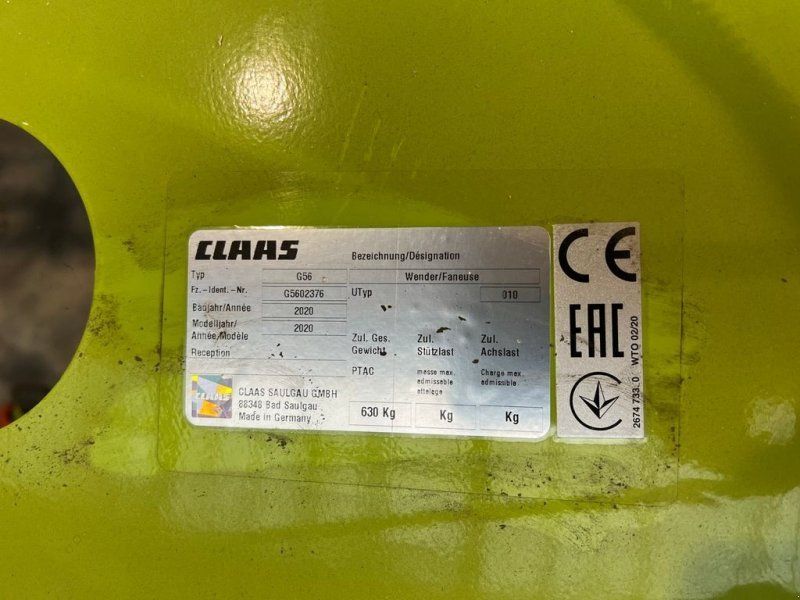 CLAAS
Bezeichnung/Désignation
Typ G56 Wender/Faneuse
Fz.-Ident.-Nr. G5602376 UTyp 010
Baujahr/Année 2020
Modelljahr/ 2020
Année/Modèle
Reception
Zul. Ges. Zul. Zul.
Gewicht Stützlast Achslast
PTAC masse max. Charge max.
admissible admissible.
attelage
CLAAS
CLAAS SAULGAU GMBH
88348 Bad Saulgau
Made in Germany
630 Kg Kg Kg
CE
EAC
2674 733. 0 WTO 02/20